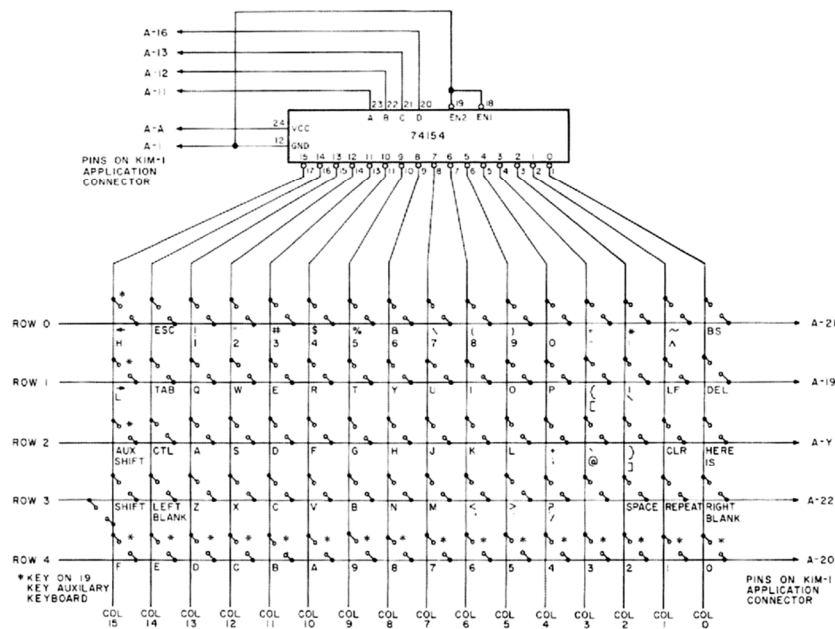 A-16
A-13
A-12
A-11
23 22 21 20 19 18
A B C D EN2 EN1
74154
A-A 24 VCC
A-1 12 GND
15 14 13 12 11 10 9 8 7 6 5 4 3 2 1 0
17 16 15 14 13 11 10 9 8 7 6 5 4 3 2 1
PINS ON KIM-1
APPLICATION
CONNECTOR
*
ROW 0 A-21
← ESC ! " # $ % & \ ( ) * ~ BS
H 1 2 3 4 5 6 7 8 9 0 - : ^
*
ROW 1 A-19
L TAB Q W E R T Y U I O P { | LF DEL
[ \
*
ROW 2 A-Y
AUX CTL A S D F G H J K L + ` } CLR HERE
SHIFT ; @ ] IS
ROW 3 A-22
SHIFT LEFT Z X C V B N M < > ? SPACE REPEAT RIGHT
BLANK / BLANK
* * * * * * * * * * * * * * * *
ROW 4 A-20
F E D C B A 9 8 7 6 5 4 3 2 1 0
*KEY ON 19
KEY AUXILARY
KEYBOARD
PINS ON KIM-1
APPLICATION
CONNECTOR
COL COL COL COL COL COL COL COL COL COL COL COL COL COL COL COL
15 14 13 12 11 10 9 8 7 6 5 4 3 2 1 0